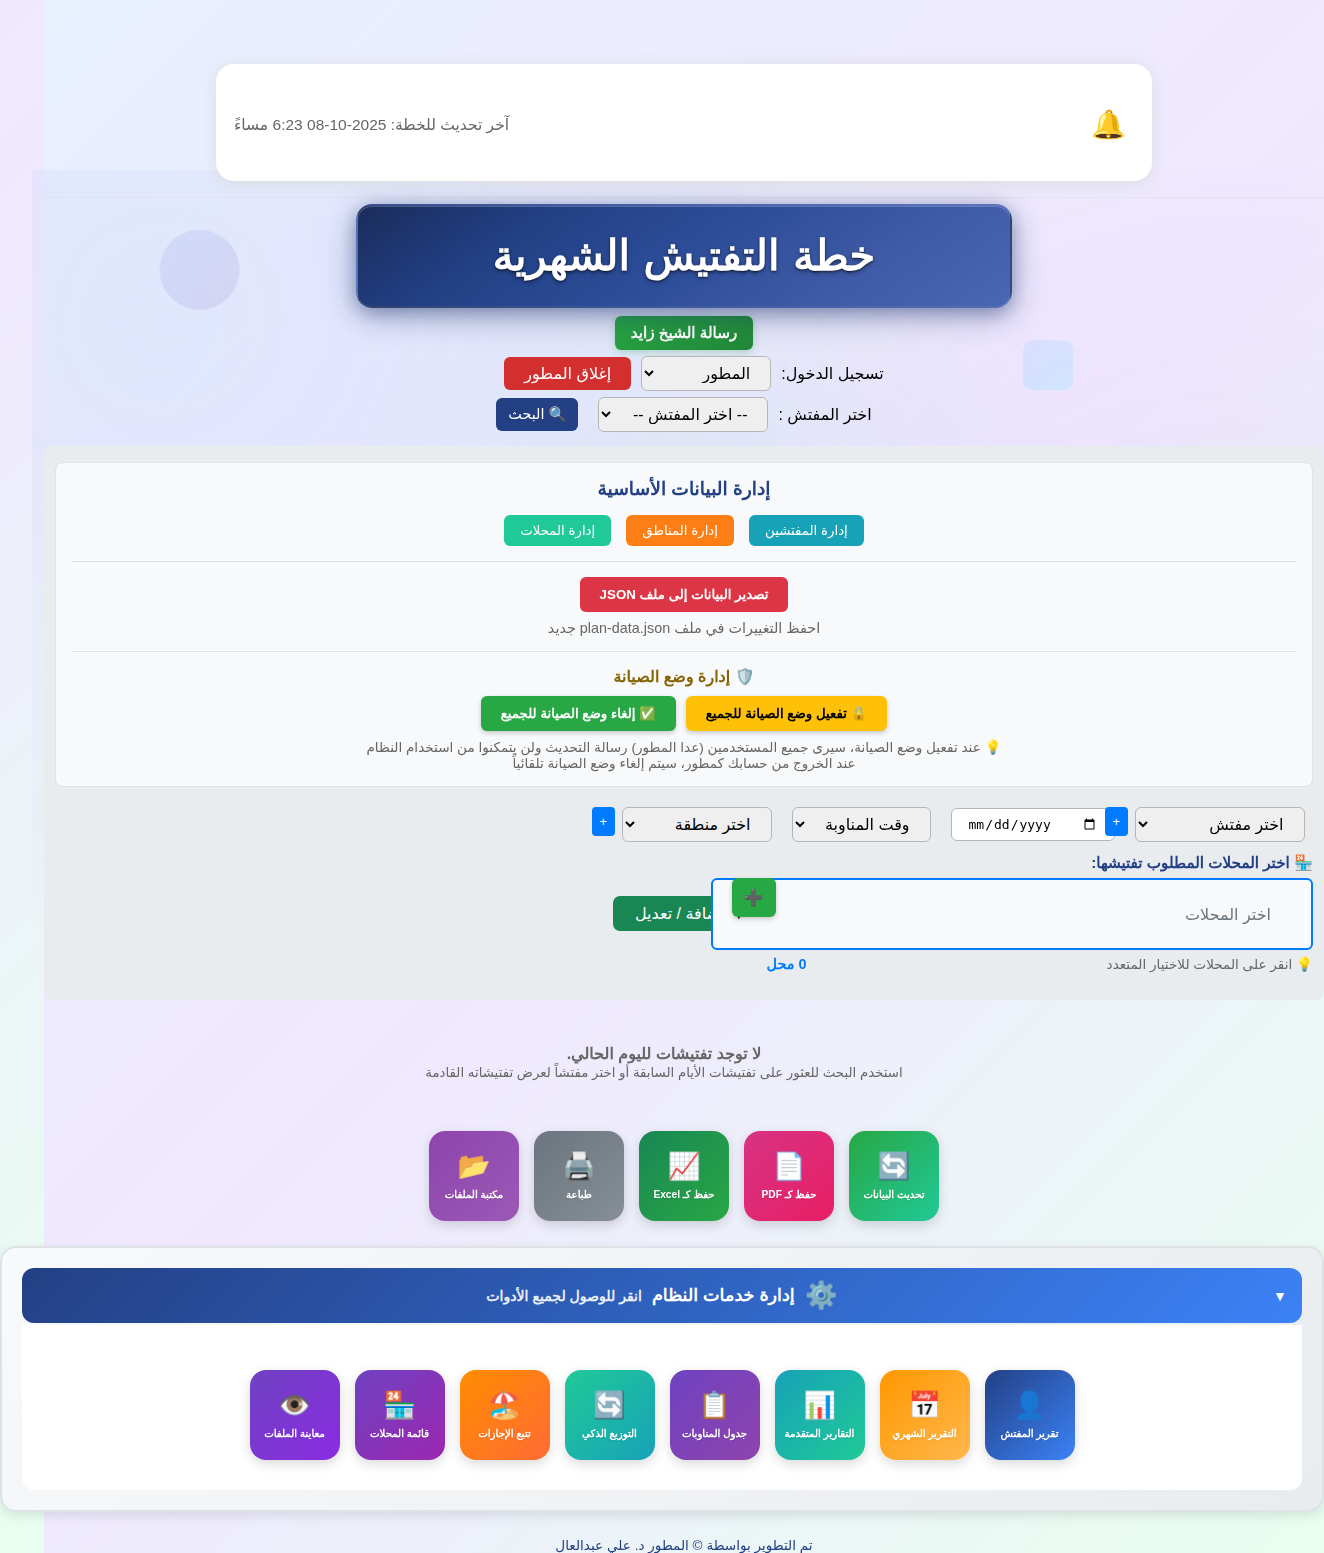 🔔
آخر تحديث للخطة: 2025-10-08 6:23 مساءً
خطة التفتيش الشهرية
رسالة الشيخ زايد
تسجيل الدخول: المطور إغلاق المطور
اختر المفتش : -- اختر المفتش -- 🔍 البحث
إدارة البيانات الأساسية
إدارة المفتشين إدارة المناطق إدارة المحلات
تصدير البيانات إلى ملف JSON
احفظ التغييرات في ملف plan-data.json جديد
🛡️ إدارة وضع الصيانة
🔒 تفعيل وضع الصيانة للجميع ✅ إلغاء وضع الصيانة للجميع
💡 عند تفعيل وضع الصيانة، سيرى جميع المستخدمين (عدا المطور) رسالة التحديث ولن يتمكنوا من استخدام النظام
عند الخروج من حسابك كمطور، سيتم إلغاء وضع الصيانة تلقائياً
اختر مفتش + mm/dd/yyyy وقت المناوبة اختر منطقة +
🏪 اختر المحلات المطلوب تفتيشها:
اختر المحلات ➕ / تعديل
💡 انقر على المحلات للاختيار المتعدد 0 محل
لا توجد تفتيشات لليوم الحالي.
استخدم البحث للعثور على تفتيشات الأيام السابقة أو اختر مفتشاً لعرض تفتيشاته القادمة
تحديث البيانات حفظ كـ PDF حفظ كـ Excel طباعة مكتبة الملفات
⚙️ إدارة خدمات النظام انقر للوصول لجميع الأدوات ▼
تقرير المفتش التقرير الشهري التقارير المتقدمة جدول المناوبات التوزيع الذكي تتبع الإجازات قائمة المحلات معاينة الملفات
تم التطوير بواسطة © المطور د. علي عبدالعال